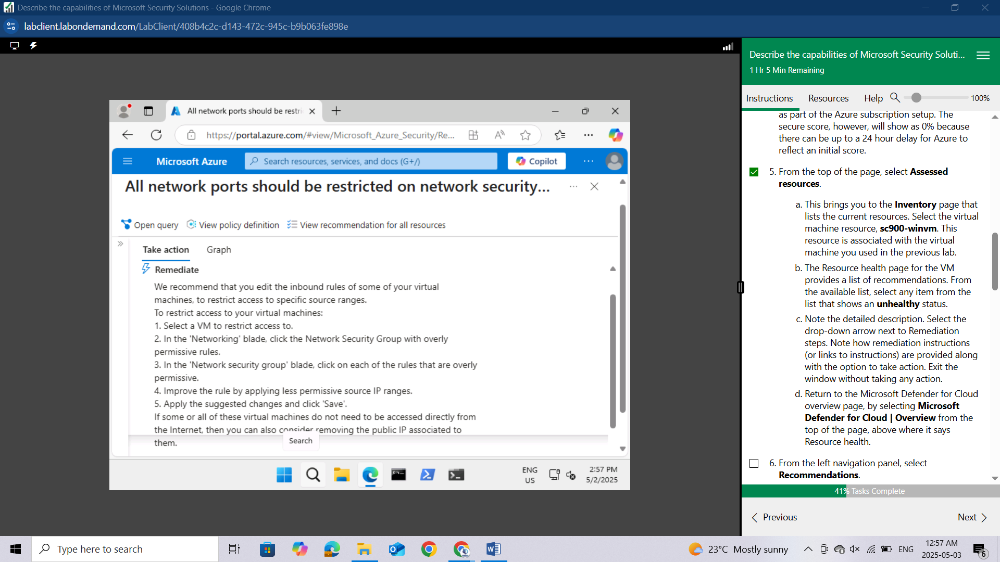 Describe the capabilities of Microsoft Security Solutions - Google Chrome
labclient.labondemand.com/LabClient/408b4c2c-d143-472c-945c-b9b063fe898e
All network ports should be restri
https://portal.azure.com/#view/Microsoft_Azure_Security/Re...
Microsoft Azure
Search resources, services, and docs (G+/)
Copilot
All network ports should be restricted on network security...
Open query
View policy definition
View recommendation for all resources
Take action
Graph
Remediate
We recommend that you edit the inbound rules of some of your virtual
machines, to restrict access to specific source ranges.
To restrict access to your virtual machines:
1. Select a VM to restrict access to.
2. In the 'Networking' blade, click the Network Security Group with overly
permissive rules.
3. In the 'Network security group' blade, click on each of the rules that are overly
permissive.
4. Improve the rule by applying less permissive source IP ranges.
5. Apply the suggested changes and click 'Save'.
If some or all of these virtual machines do not need to be accessed directly from
the Internet, then you can also consider removing the public IP associated to
them.
Search
ENG
US
2:57 PM
5/2/2025
Describe the capabilities of Microsoft Security Soluti...
1 Hr 5 Min Remaining
Instructions
Resources
Help
100%
as part of the Azure subscription setup. The
secure score, however, will show as 0% because
there can be up to a 24 hour delay for Azure to
reflect an initial score.
5. From the top of the page, select Assessed
resources.
a. This brings you to the Inventory page that
lists the current resources. Select the virtual
machine resource, sc900-winvm. This
resource is associated with the virtual
machine you used in the previous lab.
b. The Resource health page for the VM
provides a list of recommendations. From
the available list, select any item from the
list that shows an unhealthy status.
c. Note the detailed description. Select the
drop-down arrow next to Remediation
steps. Note how remediation instructions
(or links to instructions) are provided along
with the option to take action. Exit the
window without taking any action.
d. Return to the Microsoft Defender for Cloud
overview page, by selecting Microsoft
Defender for Cloud | Overview from the
top of the page, above where it says
Resource health.
6. From the left navigation panel, select
Recommendations.
41% Tasks Complete
Previous
Next
Type here to search
23°C Mostly sunny
ENG
12:57 AM
2025-05-03
6